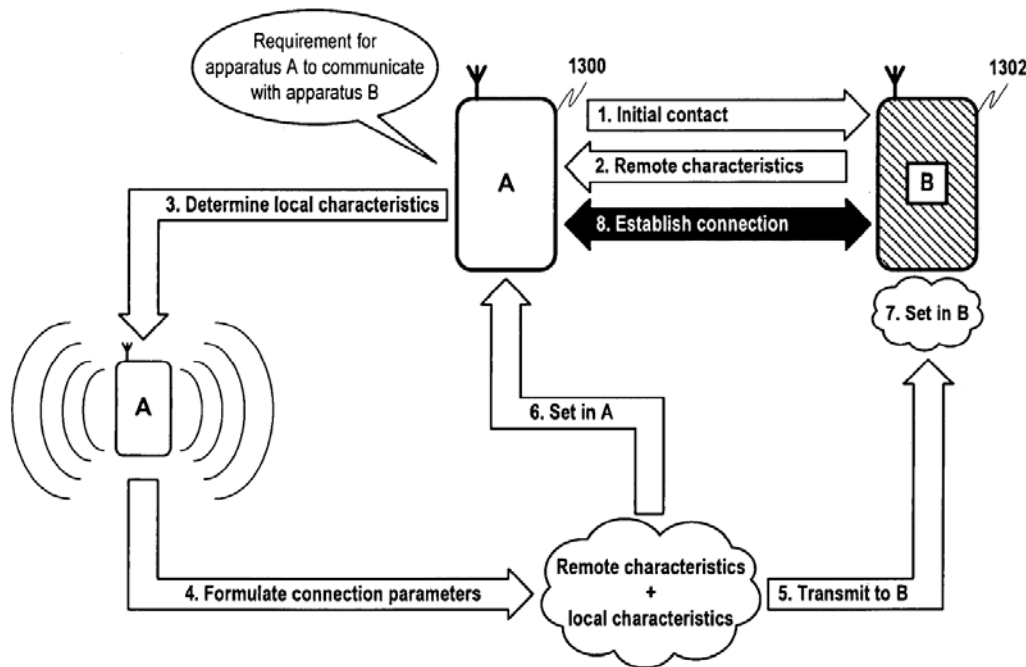 Requirement for
apparatus A to communicate
with apparatus B
1300
1302
1. Initial contact
2. Remote characteristics
A
B
3. Determine local characteristics
8. Establish connection
7. Set in B
A
6. Set in A
Remote characteristics
+
local characteristics
4. Formulate connection parameters
5. Transmit to B